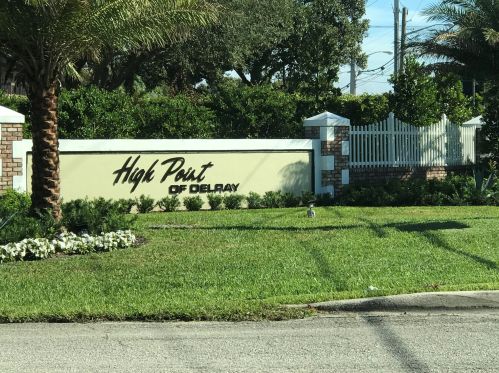 High Point
OF DELRAY